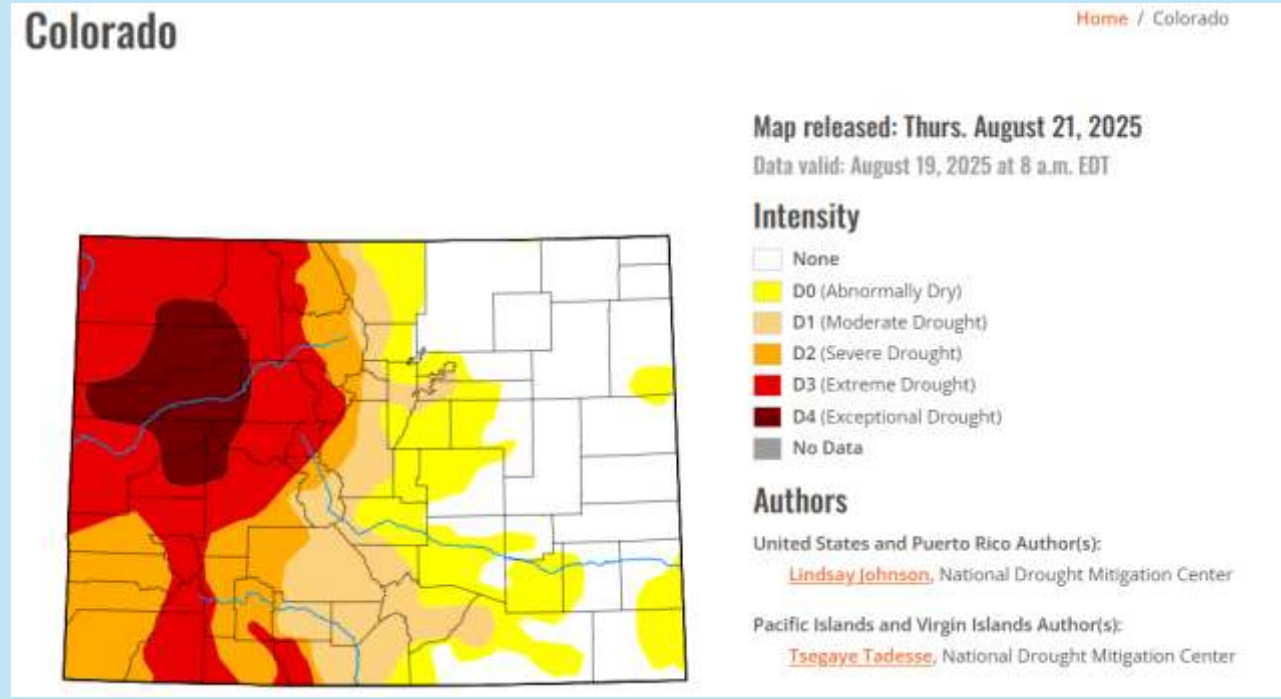 Colorado
Home / Colorado
Map released: Thurs. August 21, 2025
Data valid: August 19, 2025 at 8 a.m. EDT
Intensity
None
D0 (Abnormally Dry)
D1 (Moderate Drought)
D2 (Severe Drought)
D3 (Extreme Drought)
D4 (Exceptional Drought)
No Data
Authors
United States and Puerto Rico Author(s):
Lindsay Johnson, National Drought Mitigation Center
Pacific Islands and Virgin Islands Author(s):
Tsegaye Tadesse, National Drought Mitigation Center